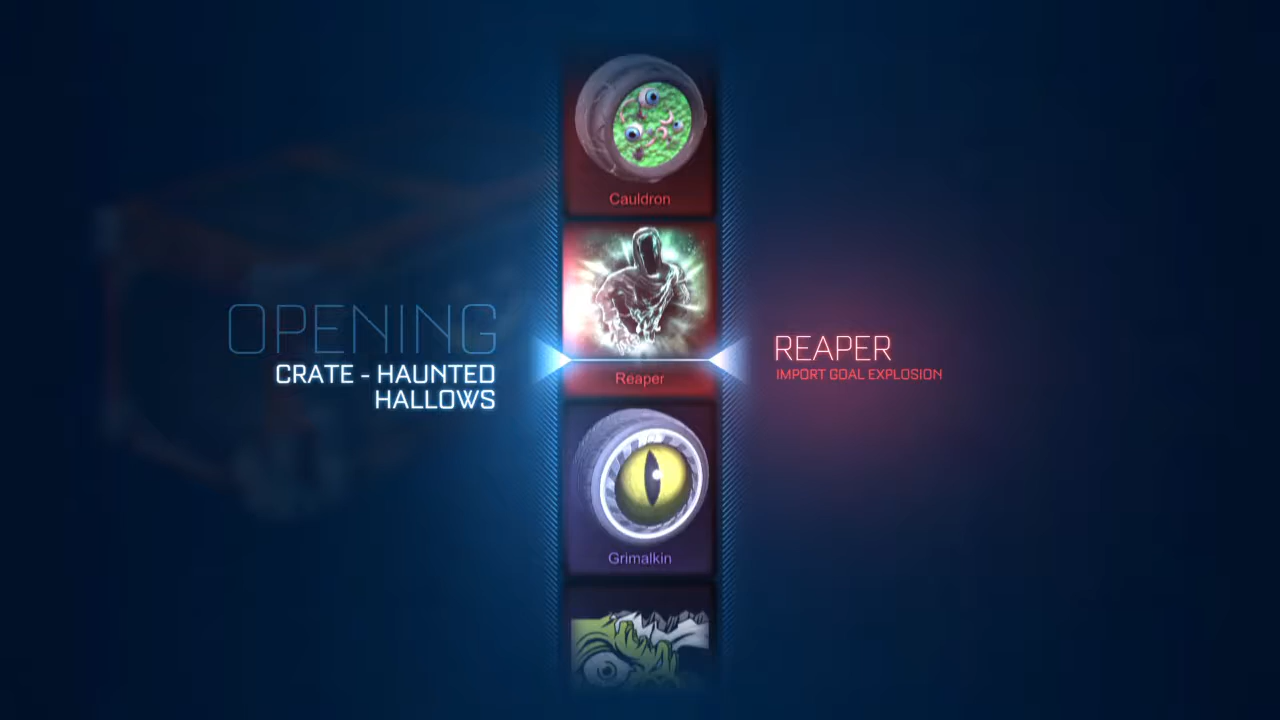 OPENING
CRATE - HAUNTED
HALLOWS
Cauldron
Reaper
Grimalkin
REAPER
IMPORT GOAL EXPLOSION